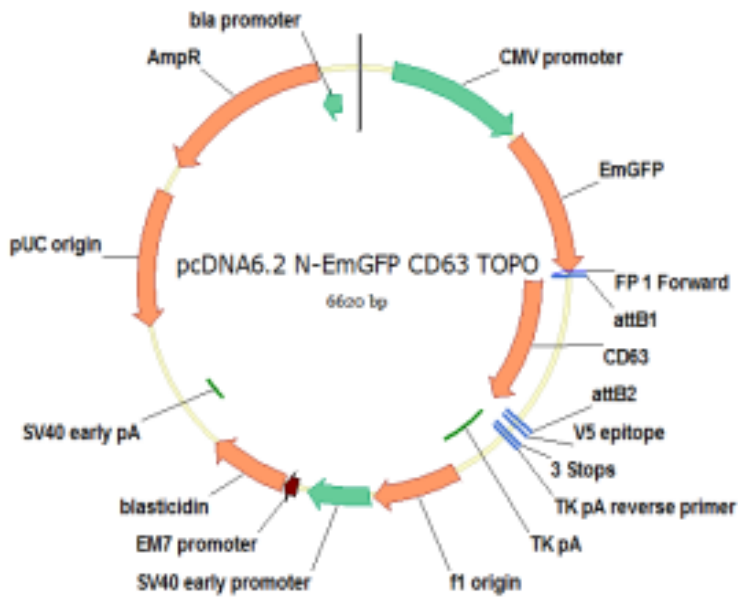 bla promoter
AmpR
CMV promoter
EmGFP
pUC origin
pcDNA6.2 N-EmGFP CD63 TOPO
6620 bp
FP 1 Forward
attB1
CD63
attB2
SV40 early pA
V5 epitope
3 Stops
blasticidin
TK pA reverse primer
EM7 promoter
TK pA
SV40 early promoter
f1 origin